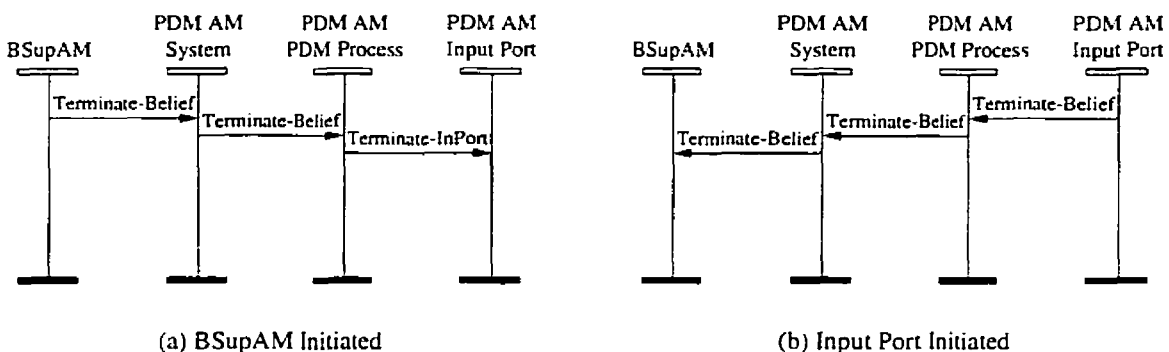 BSupAM
PDM AM
System
PDM AM
PDM Process
PDM AM
Input Port
Terminate-Belief
Terminate-Belief
Terminate-InPort
(a) BSupAM Initiated
BSupAM
PDM AM
System
PDM AM
PDM Process
PDM AM
Input Port
Terminate-Belief
Terminate-Belief
Terminate-Belief
(b) Input Port Initiated